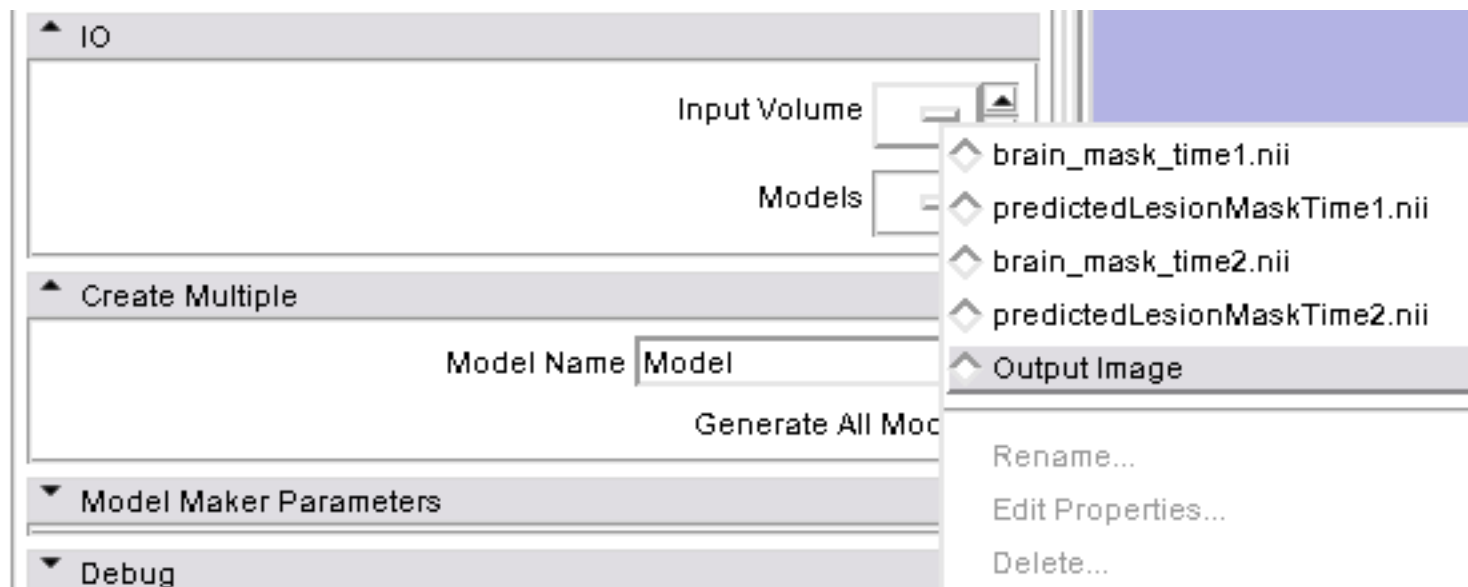 IO
Input Volume
brain_mask_time1.nii
Models
predictedLesionMaskTime1.nii
brain_mask_time2.nii
Create Multiple
predictedLesionMaskTime2.nii
Model Name Model
Output Image
Generate All
Rename...
Model Maker Parameters
Edit Properties...
Debug
Delete...